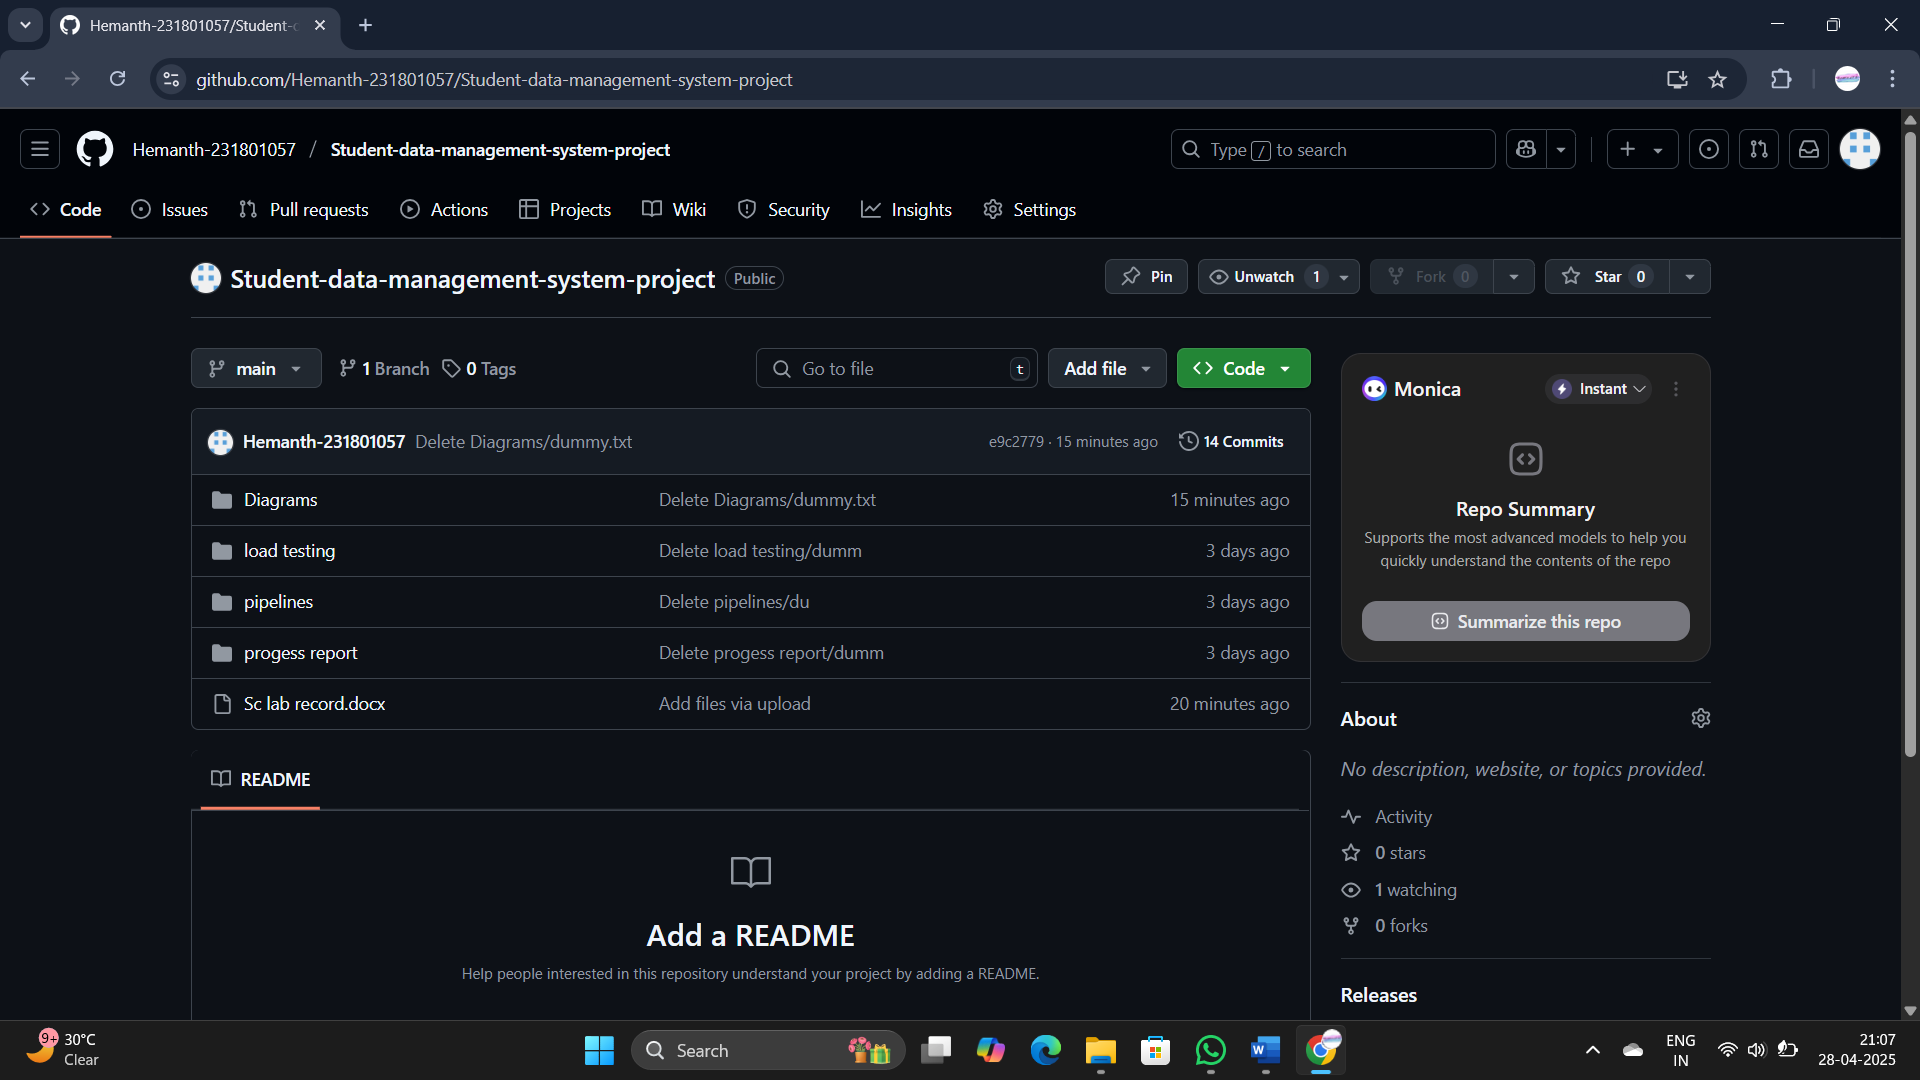 Hemanth-231801057/Student-c
github.com/Hemanth-231801057/Student-data-management-system-project
Hemanth-231801057 / Student-data-management-system-project
Type / to search
Code Issues Pull requests Actions Projects Wiki Security Insights Settings
Student-data-management-system-project Public
Pin Unwatch 1 Fork 0 Star 0
main 1 Branch 0 Tags
Go to file t Add file Code
Hemanth-231801057 Delete Diagrams/dummy.txt e9c2779 · 15 minutes ago 14 Commits
Diagrams Delete Diagrams/dummy.txt 15 minutes ago
load testing Delete load testing/dumm 3 days ago
pipelines Delete pipelines/du 3 days ago
progess report Delete progess report/dumm 3 days ago
Sc lab record.docx Add files via upload 20 minutes ago
README
Add a README
Help people interested in this repository understand your project by adding a README.
Monica Instant
Repo Summary
Supports the most advanced models to help you
quickly understand the contents of the repo
Summarize this repo
About
No description, website, or topics provided.
Activity
0 stars
1 watching
0 forks
Releases
9+ 30°C
Clear
Search
W
ENG
IN
21:07
28-04-2025